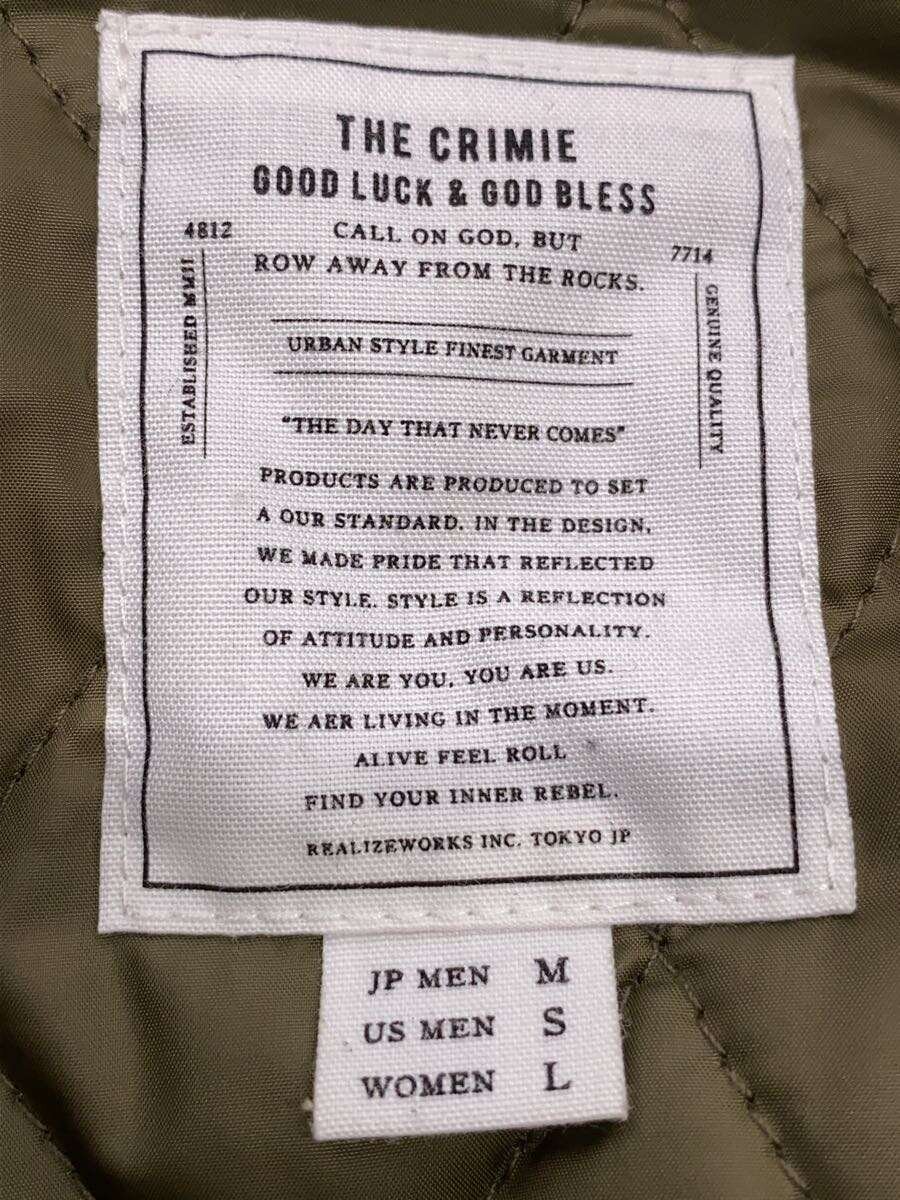 THE CRIMIE
GOOD LUCK & GOD BLESS
4812
CALL ON GOD, BUT
7714
ROW AWAY FROM THE ROCKS.
ESTABLISHED MMII
GENUINE QUALITY
URBAN STYLE FINEST GARMENT
"THE DAY THAT NEVER COMES"
PRODUCTS ARE PRODUCED TO SET
A OUR STANDARD. IN THE DESIGN,
WE MADE PRIDE THAT REFLECTED
OUR STYLE. STYLE IS A REFLECTION
OF ATTITUDE AND PERSONALITY.
WE ARE YOU, YOU ARE US.
WE AER LIVING IN THE MOMENT.
ALIVE FEEL ROLL
FIND YOUR INNER REBEL.
REALIZEWORKS INC. TOKYO JP
JP MEN M
US MEN S
WOMEN L